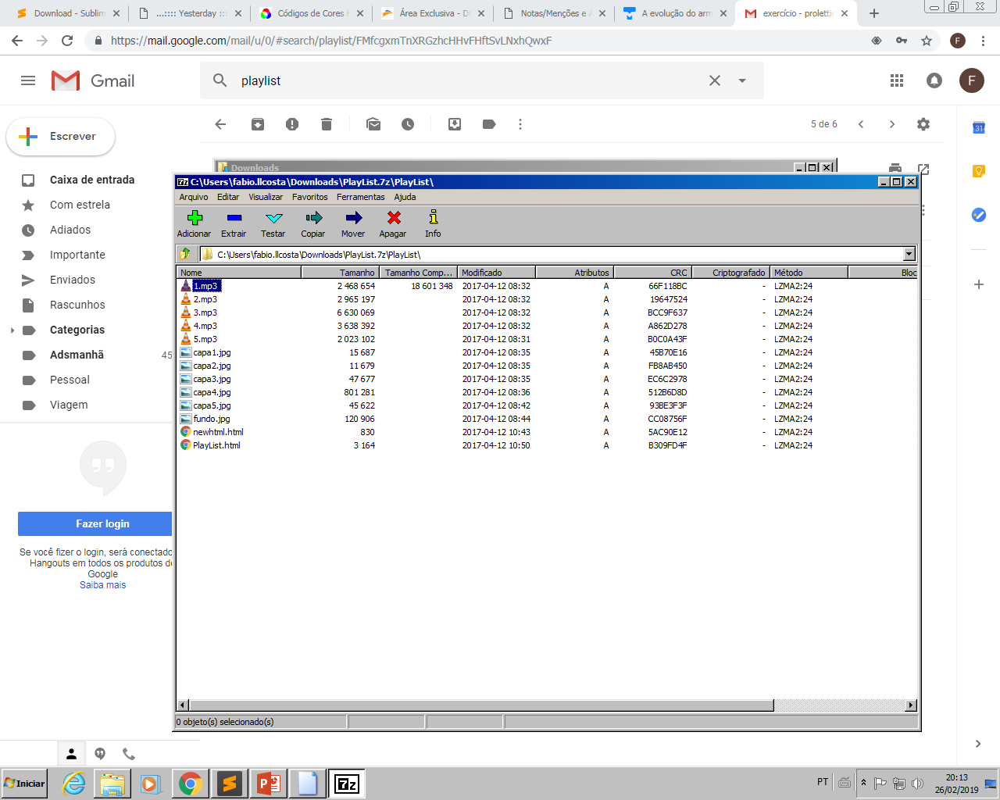 Download - Sublim
...:::: Yesterday ::
Códigos de Cores H
Área Exclusiva - D
Notas/Menções e A
A evolução do arm
exercício - proletti
https://mail.google.com/mail/u/0/#search/playlist/FMfcgxmTnXRGzhcHHvFHftSvLNxhQwxF
F
Gmail
playlist
F
Escrever
5 de 6
31
Caixa de entrada
Com estrela
Adiados
Importante
Enviados
Rascunhos
Categorias
Adsmanhã 45
Pessoal
Viagem
Fazer login
Se você fizer o login, será conectado
Hangouts em todos os produtos do
Google
Saiba mais
Downloads
C:\Users\fabio.llcosta\Downloads\PlayList.7z\PlayList\
Arquivo Editar Visualizar Favoritos Ferramentas Ajuda
Adicionar Extrair Testar Copiar Mover Apagar Info
C:\Users\fabio.llcosta\Downloads\PlayList.7z\PlayList\
Nome Tamanho Tamanho Comp... Modificado Atributos CRC Criptografado Método Bloc
1.mp3 2 468 654 18 601 348 2017-04-12 08:32 A 66F118BC - LZMA2:24
2.mp3 2 965 197 2017-04-12 08:32 A 19647524 - LZMA2:24
3.mp3 6 630 069 2017-04-12 08:32 A BCC9F637 - LZMA2:24
4.mp3 3 638 392 2017-04-12 08:32 A A862D278 - LZMA2:24
5.mp3 2 023 102 2017-04-12 08:31 A B0C0A43F - LZMA2:24
capa1.jpg 15 687 2017-04-12 08:35 A 45B70E16 - LZMA2:24
capa2.jpg 11 679 2017-04-12 08:35 A FB8AB450 - LZMA2:24
capa3.jpg 47 677 2017-04-12 08:35 A EC6C2978 - LZMA2:24
capa4.jpg 801 281 2017-04-12 08:36 A 512B6D8D - LZMA2:24
capa5.jpg 45 622 2017-04-12 08:42 A 93BE3F3F - LZMA2:24
fundo.jpg 120 906 2017-04-12 08:44 A CC08756F - LZMA2:24
newhtml.html 830 2017-04-12 10:43 A 5AC90E12 - LZMA2:24
PlayList.html 3 164 2017-04-12 10:50 A B309FD4F - LZMA2:24
0 objeto(s) selecionado(s)
Iniciar
7z
PT
20:13
26/02/2019